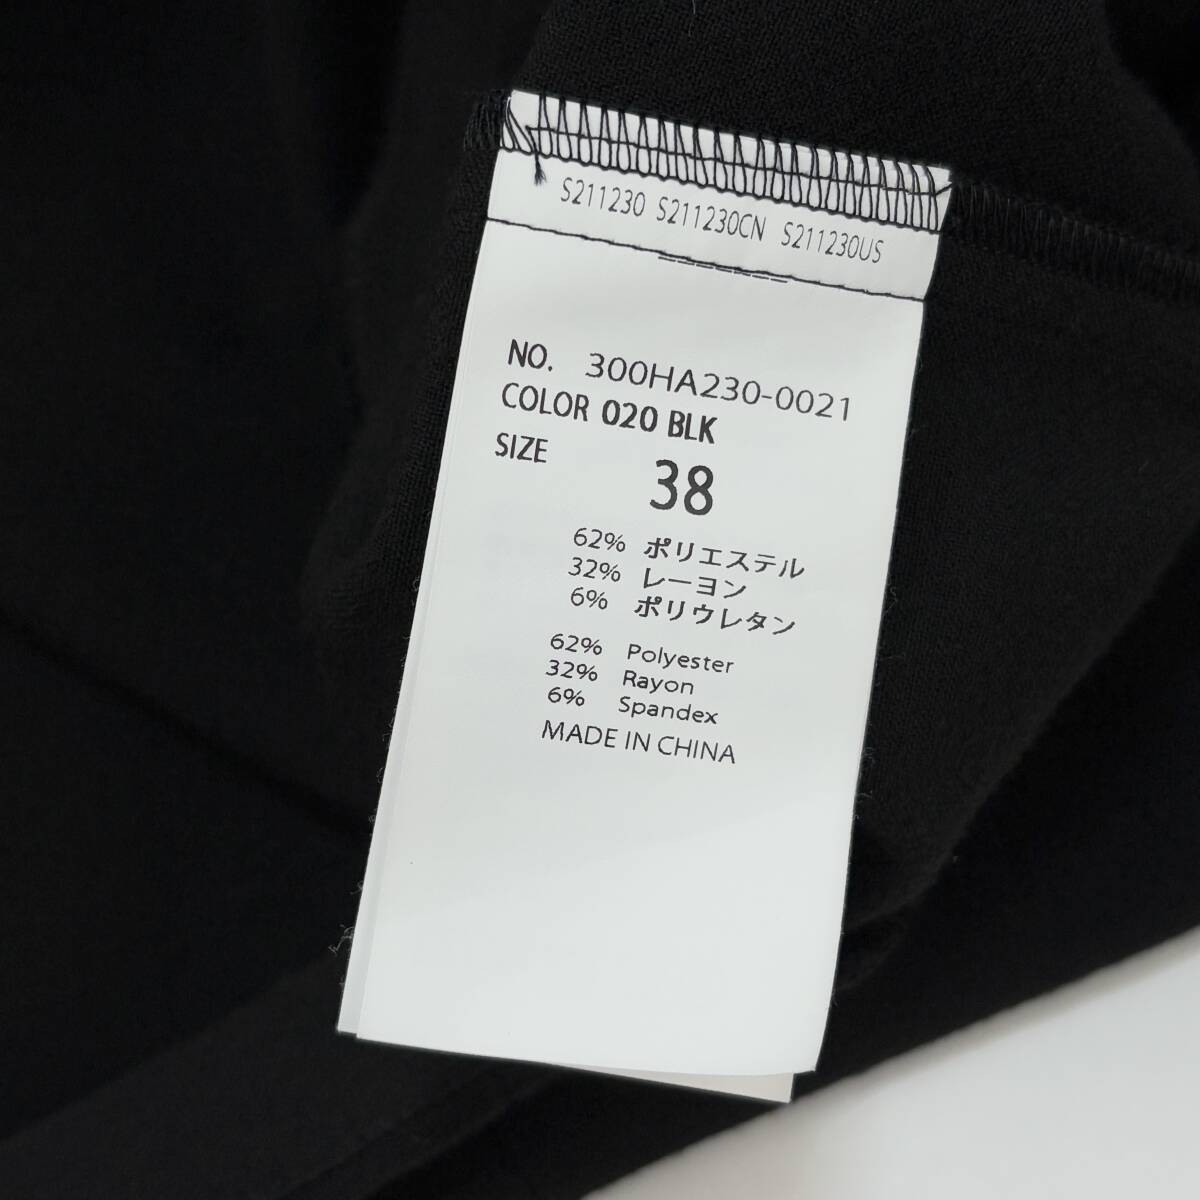 S211230 S211230CN S211230US
NO. 300HA230-0021
COLOR 020 BLK
SIZE 38
62% ポリエステル
32% レーヨン
6% ポリウレタン
62% Polyester
32% Rayon
6% Spandex
MADE IN CHINA